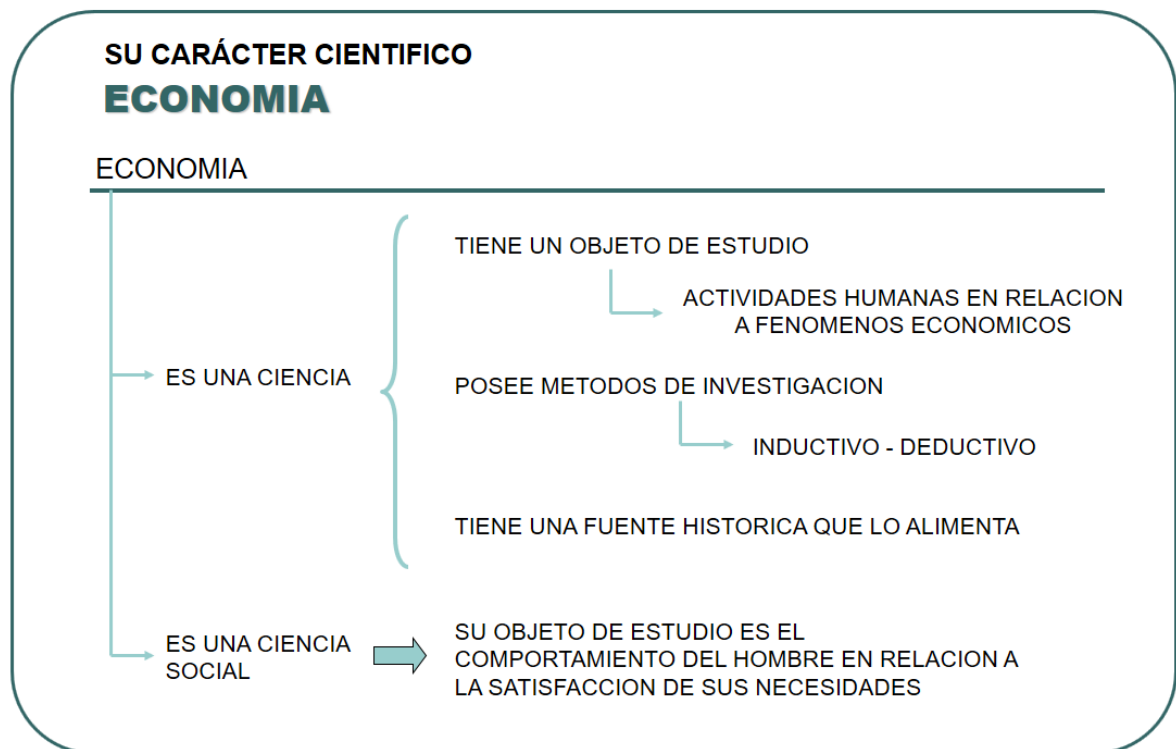 SU CARÁCTER CIENTIFICO
ECONOMIA
ECONOMIA
TIENE UN OBJETO DE ESTUDIO
ACTIVIDADES HUMANAS EN RELACION
A FENOMENOS ECONOMICOS
ES UNA CIENCIA
POSEE METODOS DE INVESTIGACION
INDUCTIVO - DEDUCTIVO
TIENE UNA FUENTE HISTORICA QUE LO ALIMENTA
ES UNA CIENCIA
SOCIAL
SU OBJETO DE ESTUDIO ES EL
COMPORTAMIENTO DEL HOMBRE EN RELACION A
LA SATISFACCION DE SUS NECESIDADES